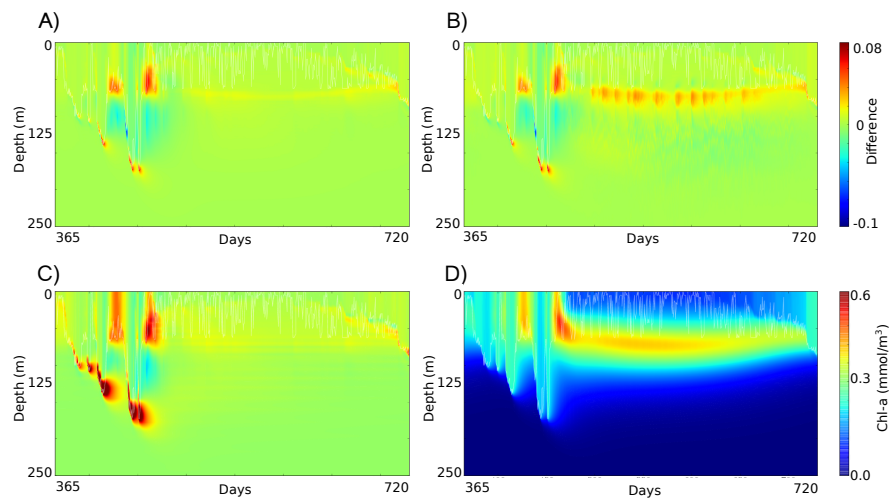 A)
B)
0
125
250
Depth (m)
365
Days
720
0
125
250
Depth (m)
365
Days
720
0.08
0
-0.1
Difference
C)
D)
0
125
250
Depth (m)
365
Days
720
0
125
250
Depth (m)
365
Days
720
0.6
0.3
0.0
Chl-a (mmol/m³)